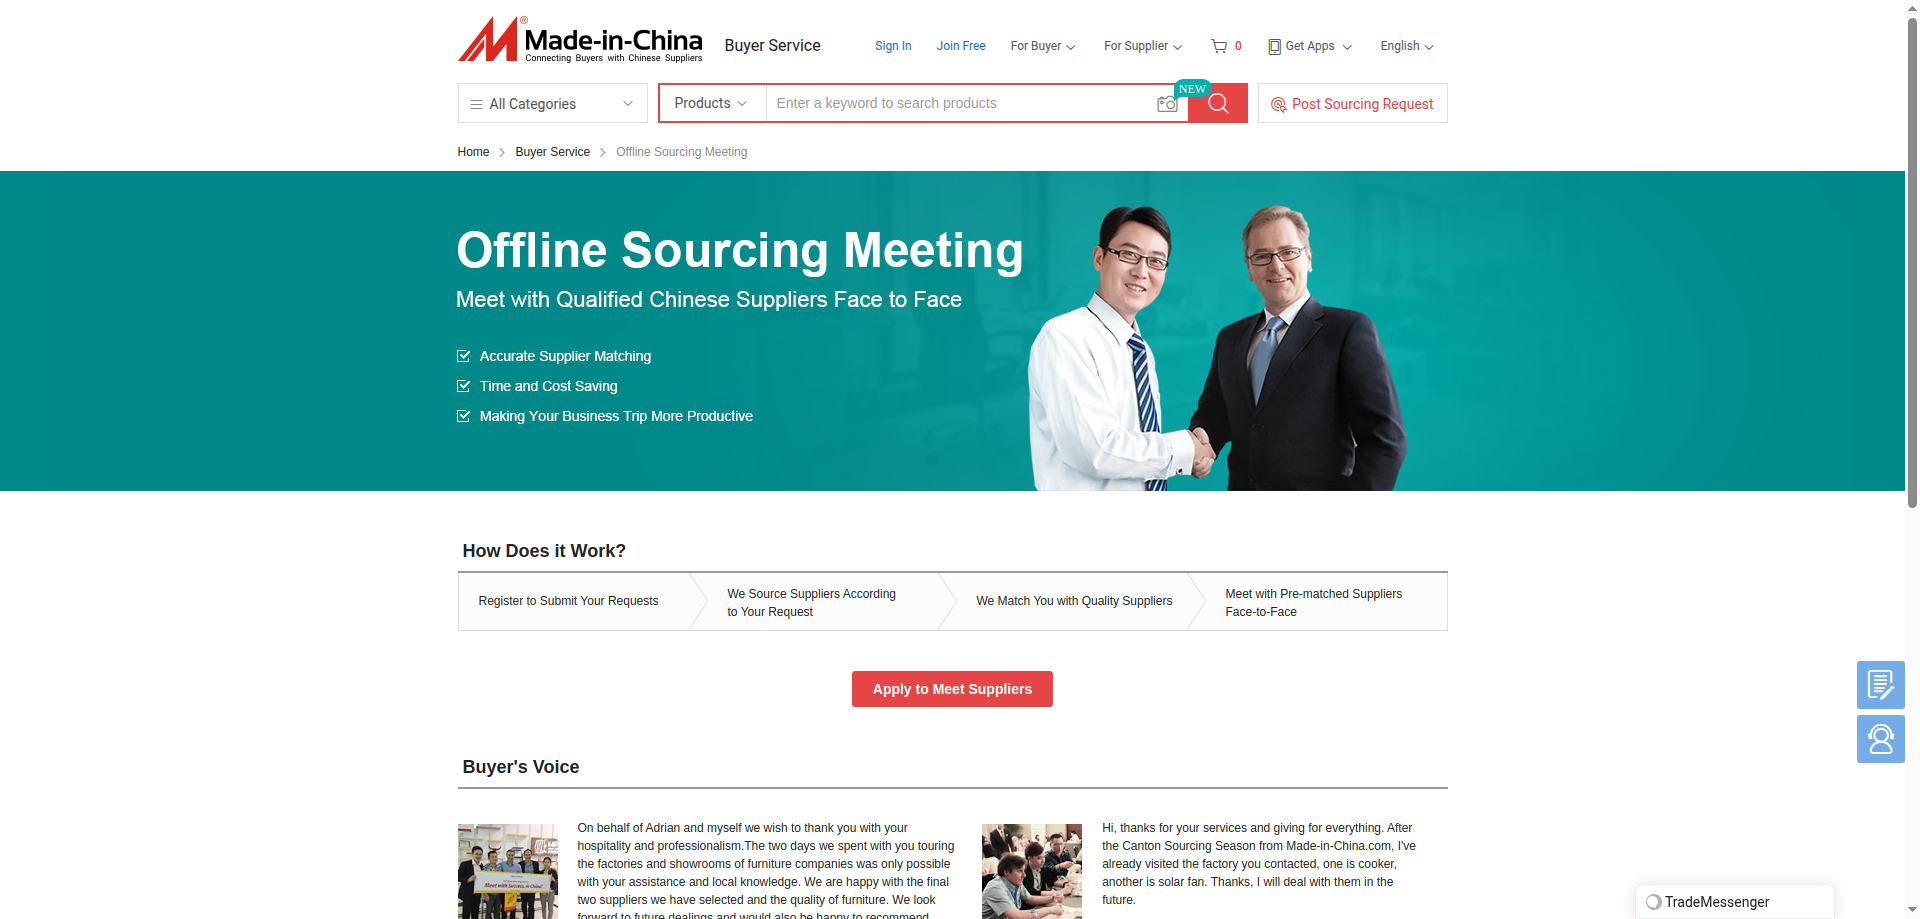 Made-in-China ®
Connecting Buyers with Chinese Suppliers
Buyer Service
Sign In
Join Free
For Buyer
For Supplier
0
Get Apps
English
All Categories
Products
Enter a keyword to search products
NEW
Post Sourcing Request
Home
Buyer Service
Offline Sourcing Meeting
Offline Sourcing Meeting
Meet with Qualified Chinese Suppliers Face to Face
Accurate Supplier Matching
Time and Cost Saving
Making Your Business Trip More Productive
How Does it Work?
Register to Submit Your Requests
We Source Suppliers According
to Your Request
We Match You with Quality Suppliers
Meet with Pre-matched Suppliers
Face-to-Face
Apply to Meet Suppliers
Buyer's Voice
Meet with Success, in China!
On behalf of Adrian and myself we wish to thank you with your
hospitality and professionalism.The two days we spent with you touring
the factories and showrooms of furniture companies was only possible
with your assistance and local knowledge. We are happy with the final
two suppliers we have selected and the quality of furniture. We look
forward to future dealings and would also be happy to recommend
Hi, thanks for your services and giving for everything. After
the Canton Sourcing Season from Made-in-China.com, I've
already visited the factory you contacted, one is cooker,
another is solar fan. Thanks, I will deal with them in the
future.
TradeMessenger